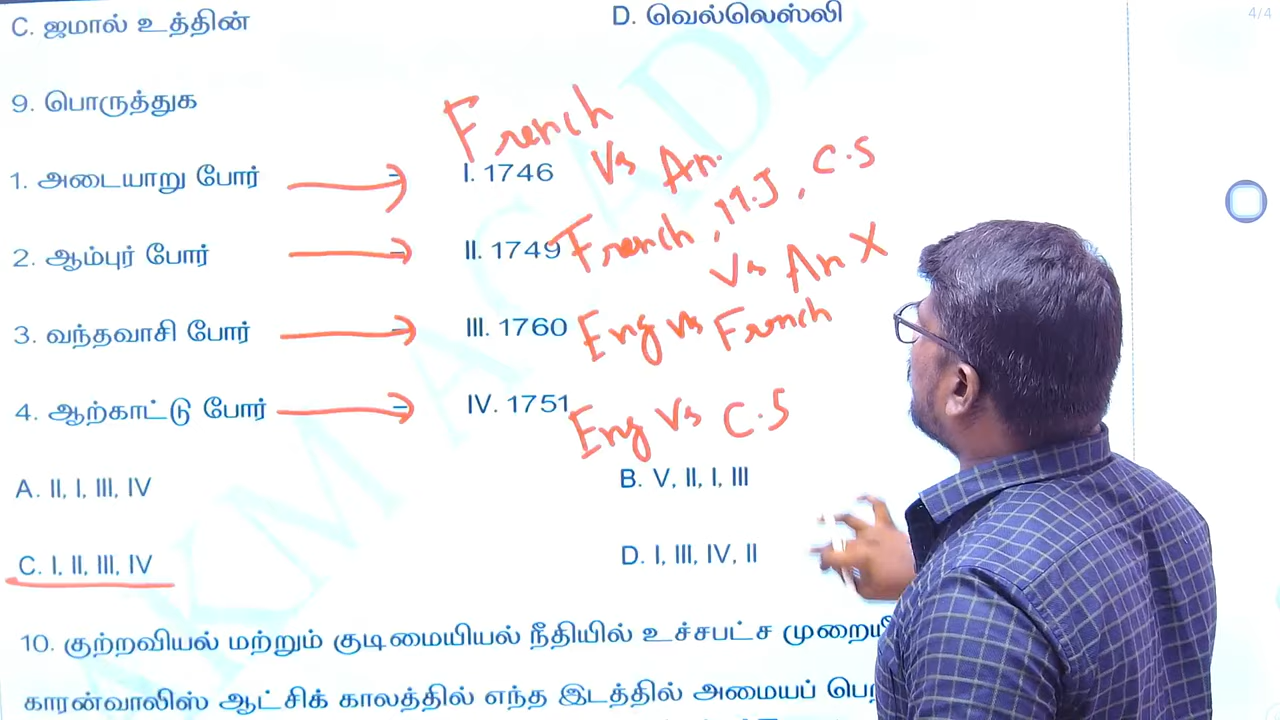 4/4
C. ஜமால் உத்தின்
D. வெல்லெஸ்லி
9. பொருத்துக
French
Vs An.
1. அடையாறு போர் - I. 1746
French, M.J, C.S
Vs An X
2. ஆம்பூர் போர் - II. 1749
3. வந்தவாசி போர் - III. 1760 Eng vs French
4. ஆற்காட்டு போர் - IV. 1751 Eng Vs C.S
A. II, I, III, IV
B. V, II, I, III
C. I, II, III, IV
D. I, III, IV, II
10. குற்றவியல் மற்றும் குடிமையியல் நீதியில் உச்சபட்ச
காரன்வாலிஸ் ஆட்சிக் காலத்தில் எந்த இடத்தில் அமையப்